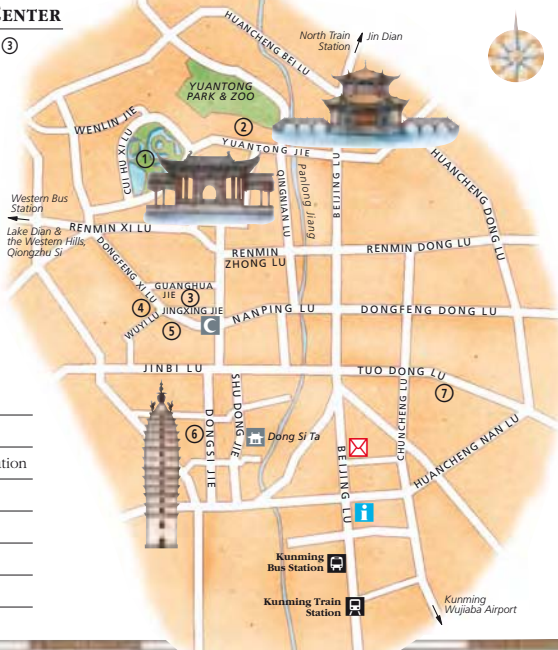 CENTER
③
North Train
Station
Jin Dian
HUANCHENG BEI LU
YUANTONG
PARK & ZOO
WENLIN JIE
②
YUANTONG JIE
CUI HU XI LU
①
QINGNIAN LU
Panlong Jiang
BEIJING LU
HUANCHENG DONG LU
Western Bus
Station
Lake Dian &
the Western Hills,
Qiongzhu Si
RENMIN XI LU
RENMIN
ZHONG LU
RENMIN DONG LU
DONGFENG XI LU
GUANGHUA
JIE
③
④
JINGXING JIE
WUYI LU
⑤
NANPING LU
DONGFENG DONG LU
JINBI LU
TUO DONG LU
⑦
SHU DONG JIE
CHUNCHENG LU
DONGSI JIE
⑥
Dong Si Ta
BEIJING LU
HUANCHENG NAN LU
i
Kunming
Bus Station
Kunming Train
Station
Kunming
Wujiaba Airport